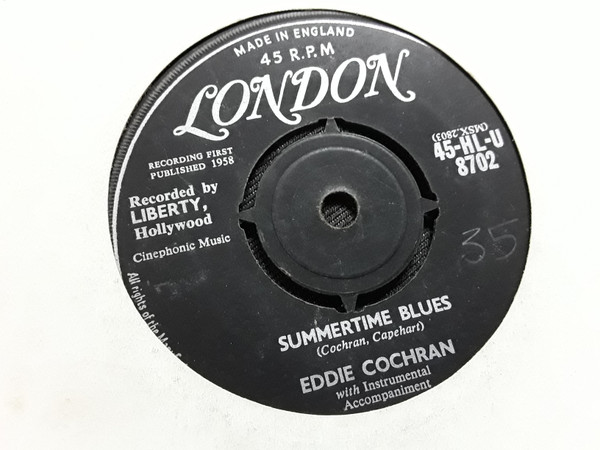 MADE IN ENGLAND
45 R.P.M
LONDON
RECORDING FIRST
PUBLISHED 1958
Recorded by
LIBERTY,
Hollywood
Cinephonic Music
(MSX.2803)
45-HL-U
8702
35
All rights of the
SUMMERTIME BLUES
(Cochran, Capehart)
EDDIE COCHRAN
with Instrumental
Accompaniment